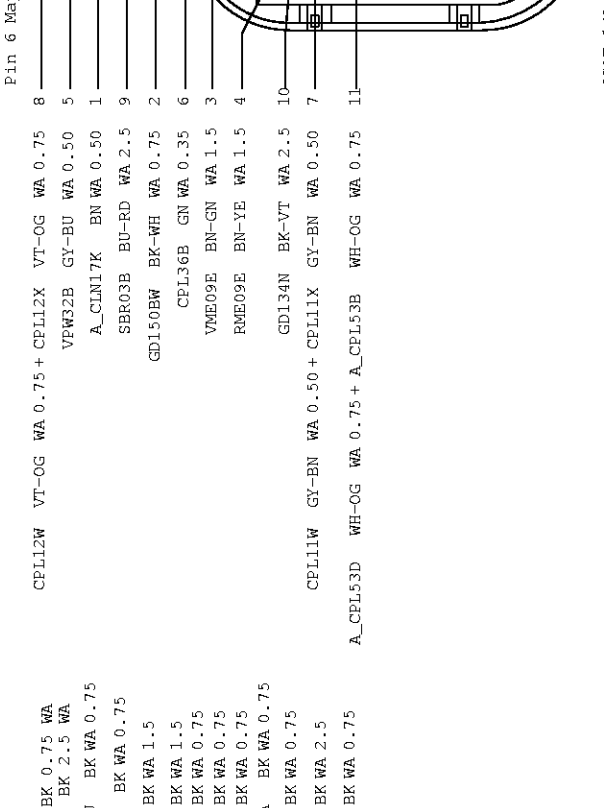 Pin 6
CPL12W VT-OG WA 0.75 + CPL12X VT-OG WA 0.75 8
VPW32B GY-BU WA 0.50 5
A_CLN17K BN WA 0.50 1
SBR03B BU-RD WA 2.5 9
GD150BW BK-WH WA 0.75 2
CPL36B GN WA 0.35 6
VME09E BN-GN WA 1.5 3
RME09E BN-YE WA 1.5 4
GD134N BK-VT WA 2.5 10
CPL11W GY-BN WA 0.50 + CPL11X GY-BN WA 0.50 7
A_CPL53D WH-OG WA 0.75 + A_CPL53B WH-OG WA 0.75 11
BK 0.75 WA
BK 2.5 WA
BK WA 0.75
BK WA 0.75
BK WA 1.5
BK WA 1.5
BK WA 0.75
BK WA 0.75
BK WA 0.75
BK WA 0.75
BK WA 0.75
BK WA 2.5
BK WA 0.75